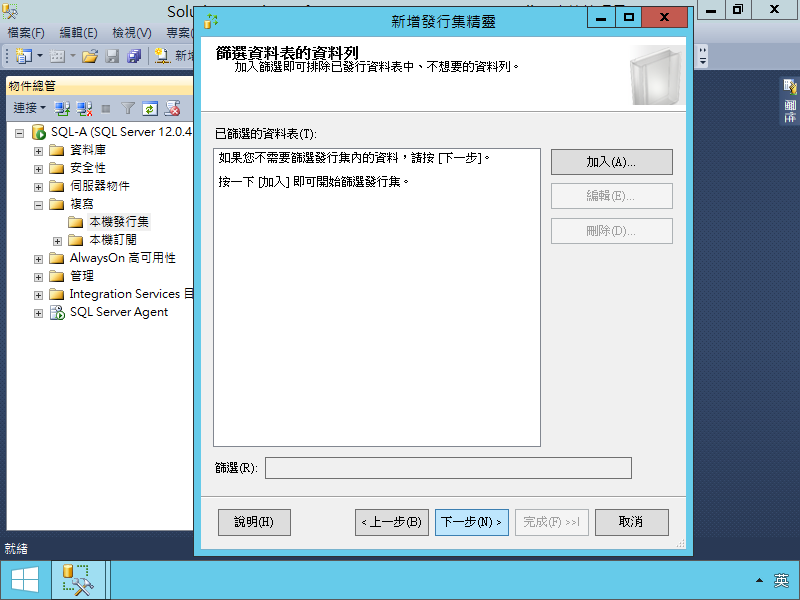 Solu
新增發行集精靈
檔案(F) 編輯(E) 檢視(V) 專案(
新增
物件總管
連接
SQL-A (SQL Server 12.0.4
資料庫
安全性
伺服器物件
複寫
本機發行集
本機訂閱
AlwaysOn 高可用性
管理
Integration Services 目
SQL Server Agent
篩選資料表的資料列
加入篩選即可排除已發行資料表中、不想要的資料列。
已篩選的資料表(T):
如果您不需要篩選發行集內的資料，請按 [下一步]。
按一下 [加入] 即可開始篩選發行集。
加入(A)...
編輯(E)...
刪除(D)...
篩選(R):
說明(H) < 上一步(B) 下一步(N) > 完成(F) >>| 取消
屬性
就緒
英